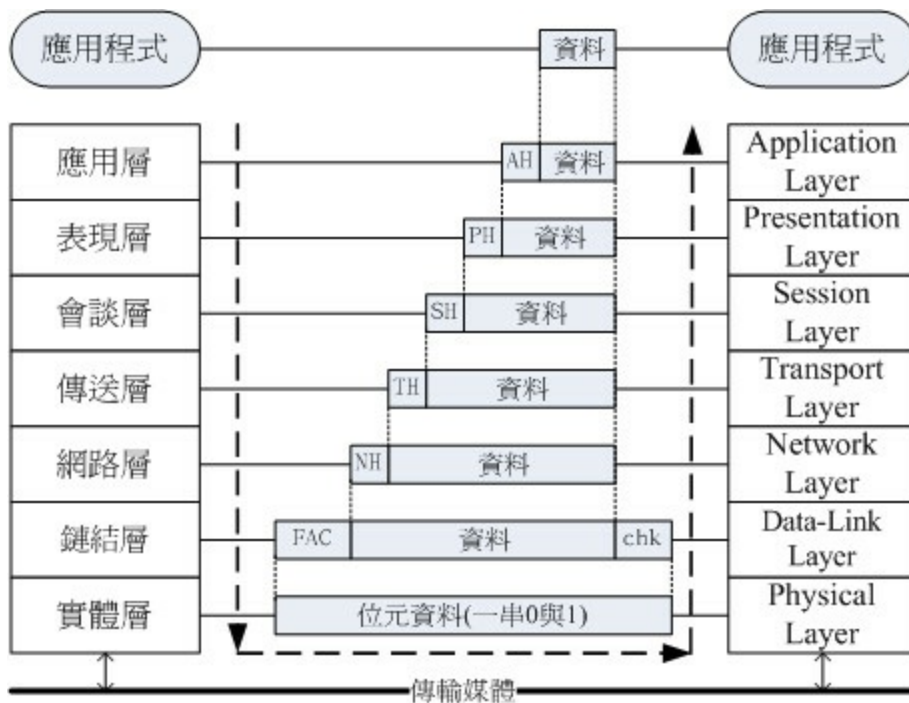 應用程式 資料 應用程式
應用層 AH 資料 Application
Layer
表現層 PH 資料 Presentation
Layer
會談層 SH 資料 Session
Layer
傳送層 TH 資料 Transport
Layer
網路層 NH 資料 Network
Layer
鏈結層 FAC 資料 chk Data-Link
Layer
實體層 位元資料(一串0與1) Physical
Layer
傳輸媒體